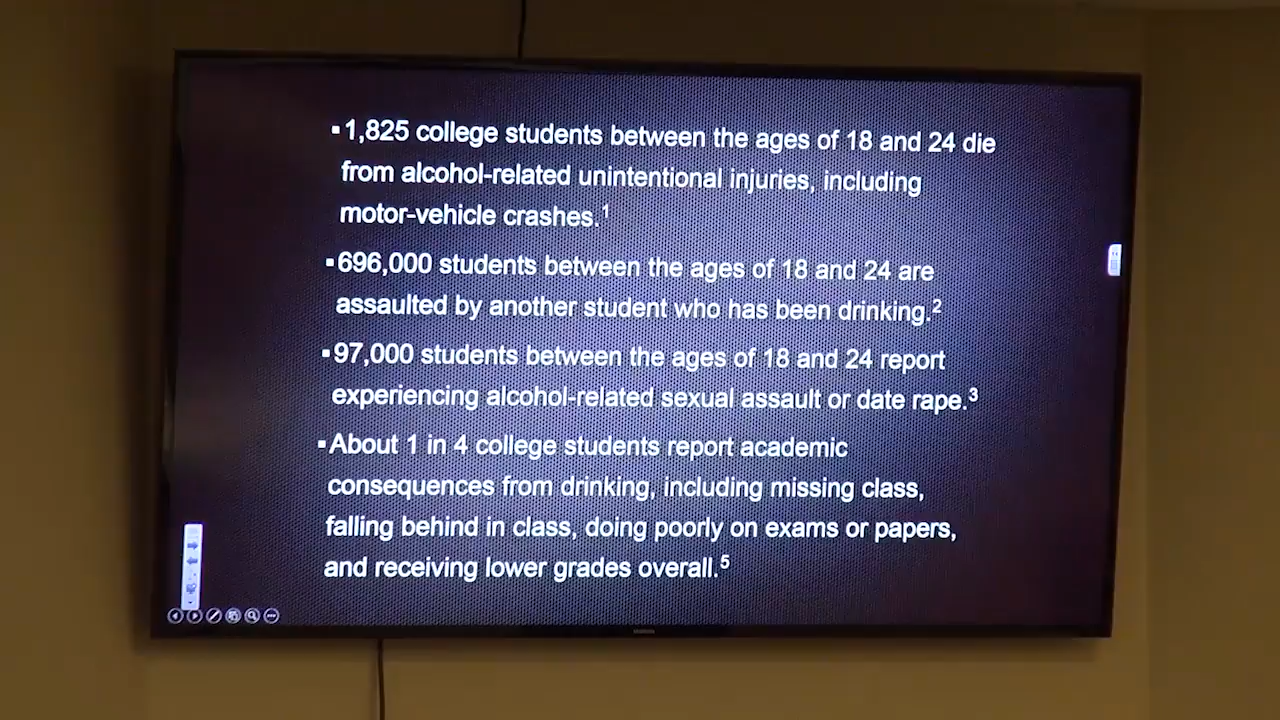 ▪1,825 college students between the ages of 18 and 24 die
from alcohol-related unintentional injuries, including
motor-vehicle crashes.¹
▪696,000 students between the ages of 18 and 24 are
assaulted by another student who has been drinking.²
▪97,000 students between the ages of 18 and 24 report
experiencing alcohol-related sexual assault or date rape.³
▪About 1 in 4 college students report academic
consequences from drinking, including missing class,
falling behind in class, doing poorly on exams or papers,
and receiving lower grades overall.⁵